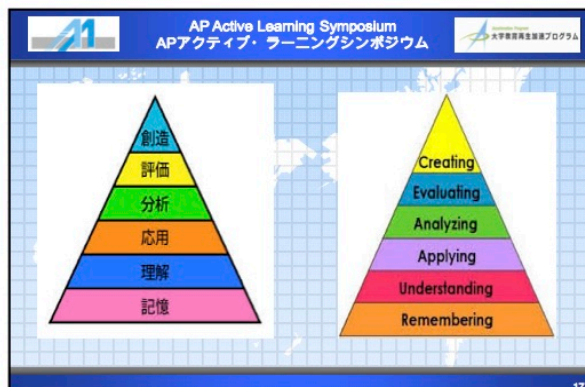 AP Active Learning Symposium
APアクティブ・ラーニングシンポジウム
大学教育再生加速プログラム
創造
評価
分析
応用
理解
記憶
Creating
Evaluating
Analyzing
Applying
Understanding
Remembering